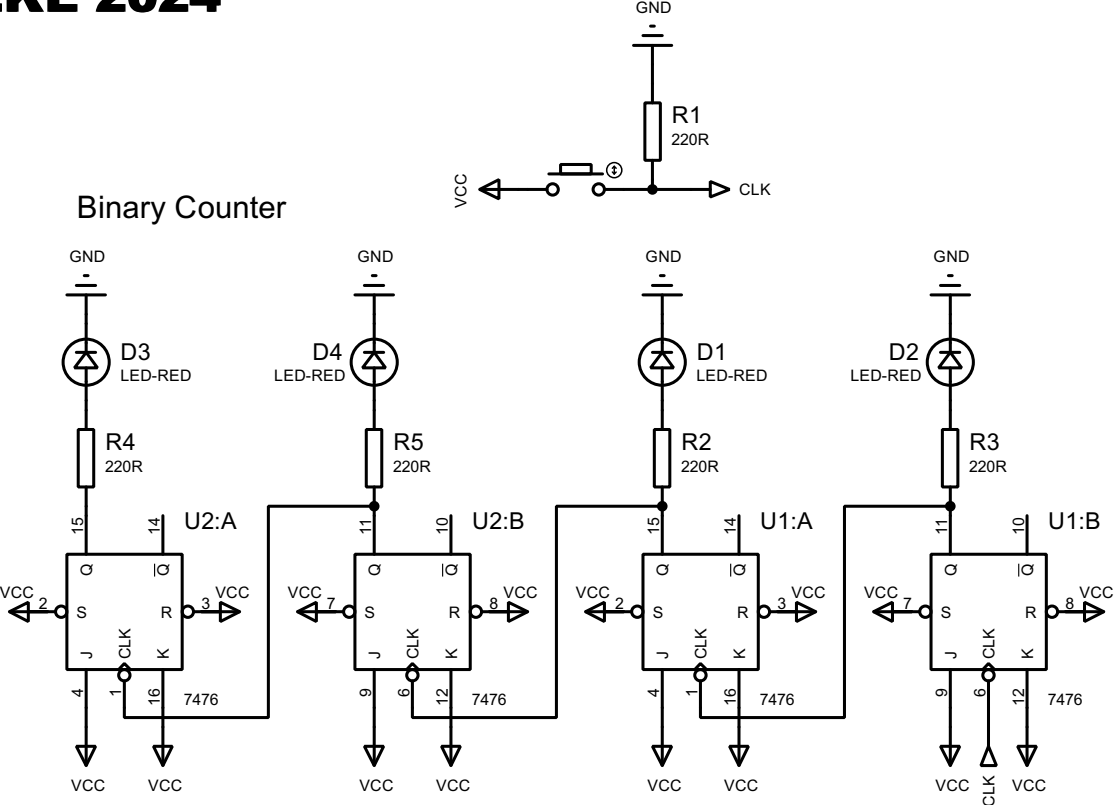 GND
R1
220R
VCC
CLK
Binary Counter
GND
GND
GND
GND
D3
LED-RED
D4
LED-RED
D1
LED-RED
D2
LED-RED
R4
220R
R5
220R
R2
220R
R3
220R
15
14
U2:A
11
10
U2:B
15
14
U1:A
11
10
U1:B
Q
Q
Q
Q
Q
Q
Q
Q
VCC
2
S
R
3
VCC
VCC
7
S
R
8
VCC
VCC
2
S
R
3
VCC
VCC
7
S
R
8
VCC
J
CLK
K
J
CLK
K
J
CLK
K
J
CLK
K
4
1
16
7476
9
6
12
7476
4
1
16
7476
9
6
12
7476
VCC
VCC
VCC
VCC
VCC
VCC
VCC
CLK
VCC
2024